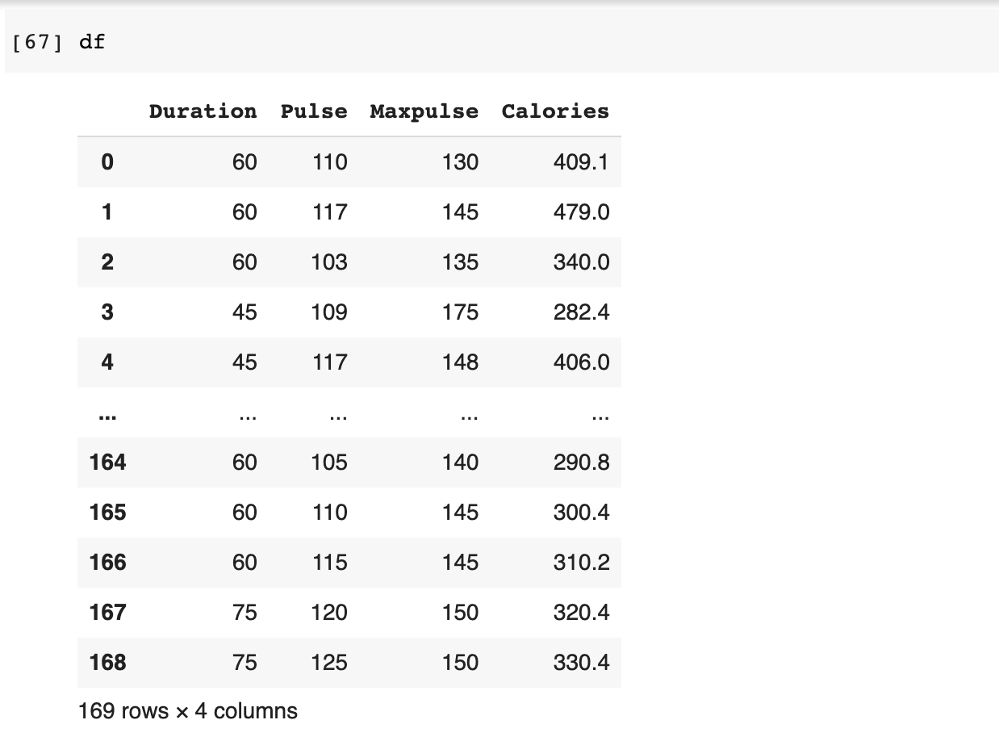 [67] df
Duration Pulse Maxpulse Calories
0 60 110 130 409.1
1 60 117 145 479.0
2 60 103 135 340.0
3 45 109 175 282.4
4 45 117 148 406.0
... ... ... ... ...
164 60 105 140 290.8
165 60 110 145 300.4
166 60 115 145 310.2
167 75 120 150 320.4
168 75 125 150 330.4
169 rows × 4 columns